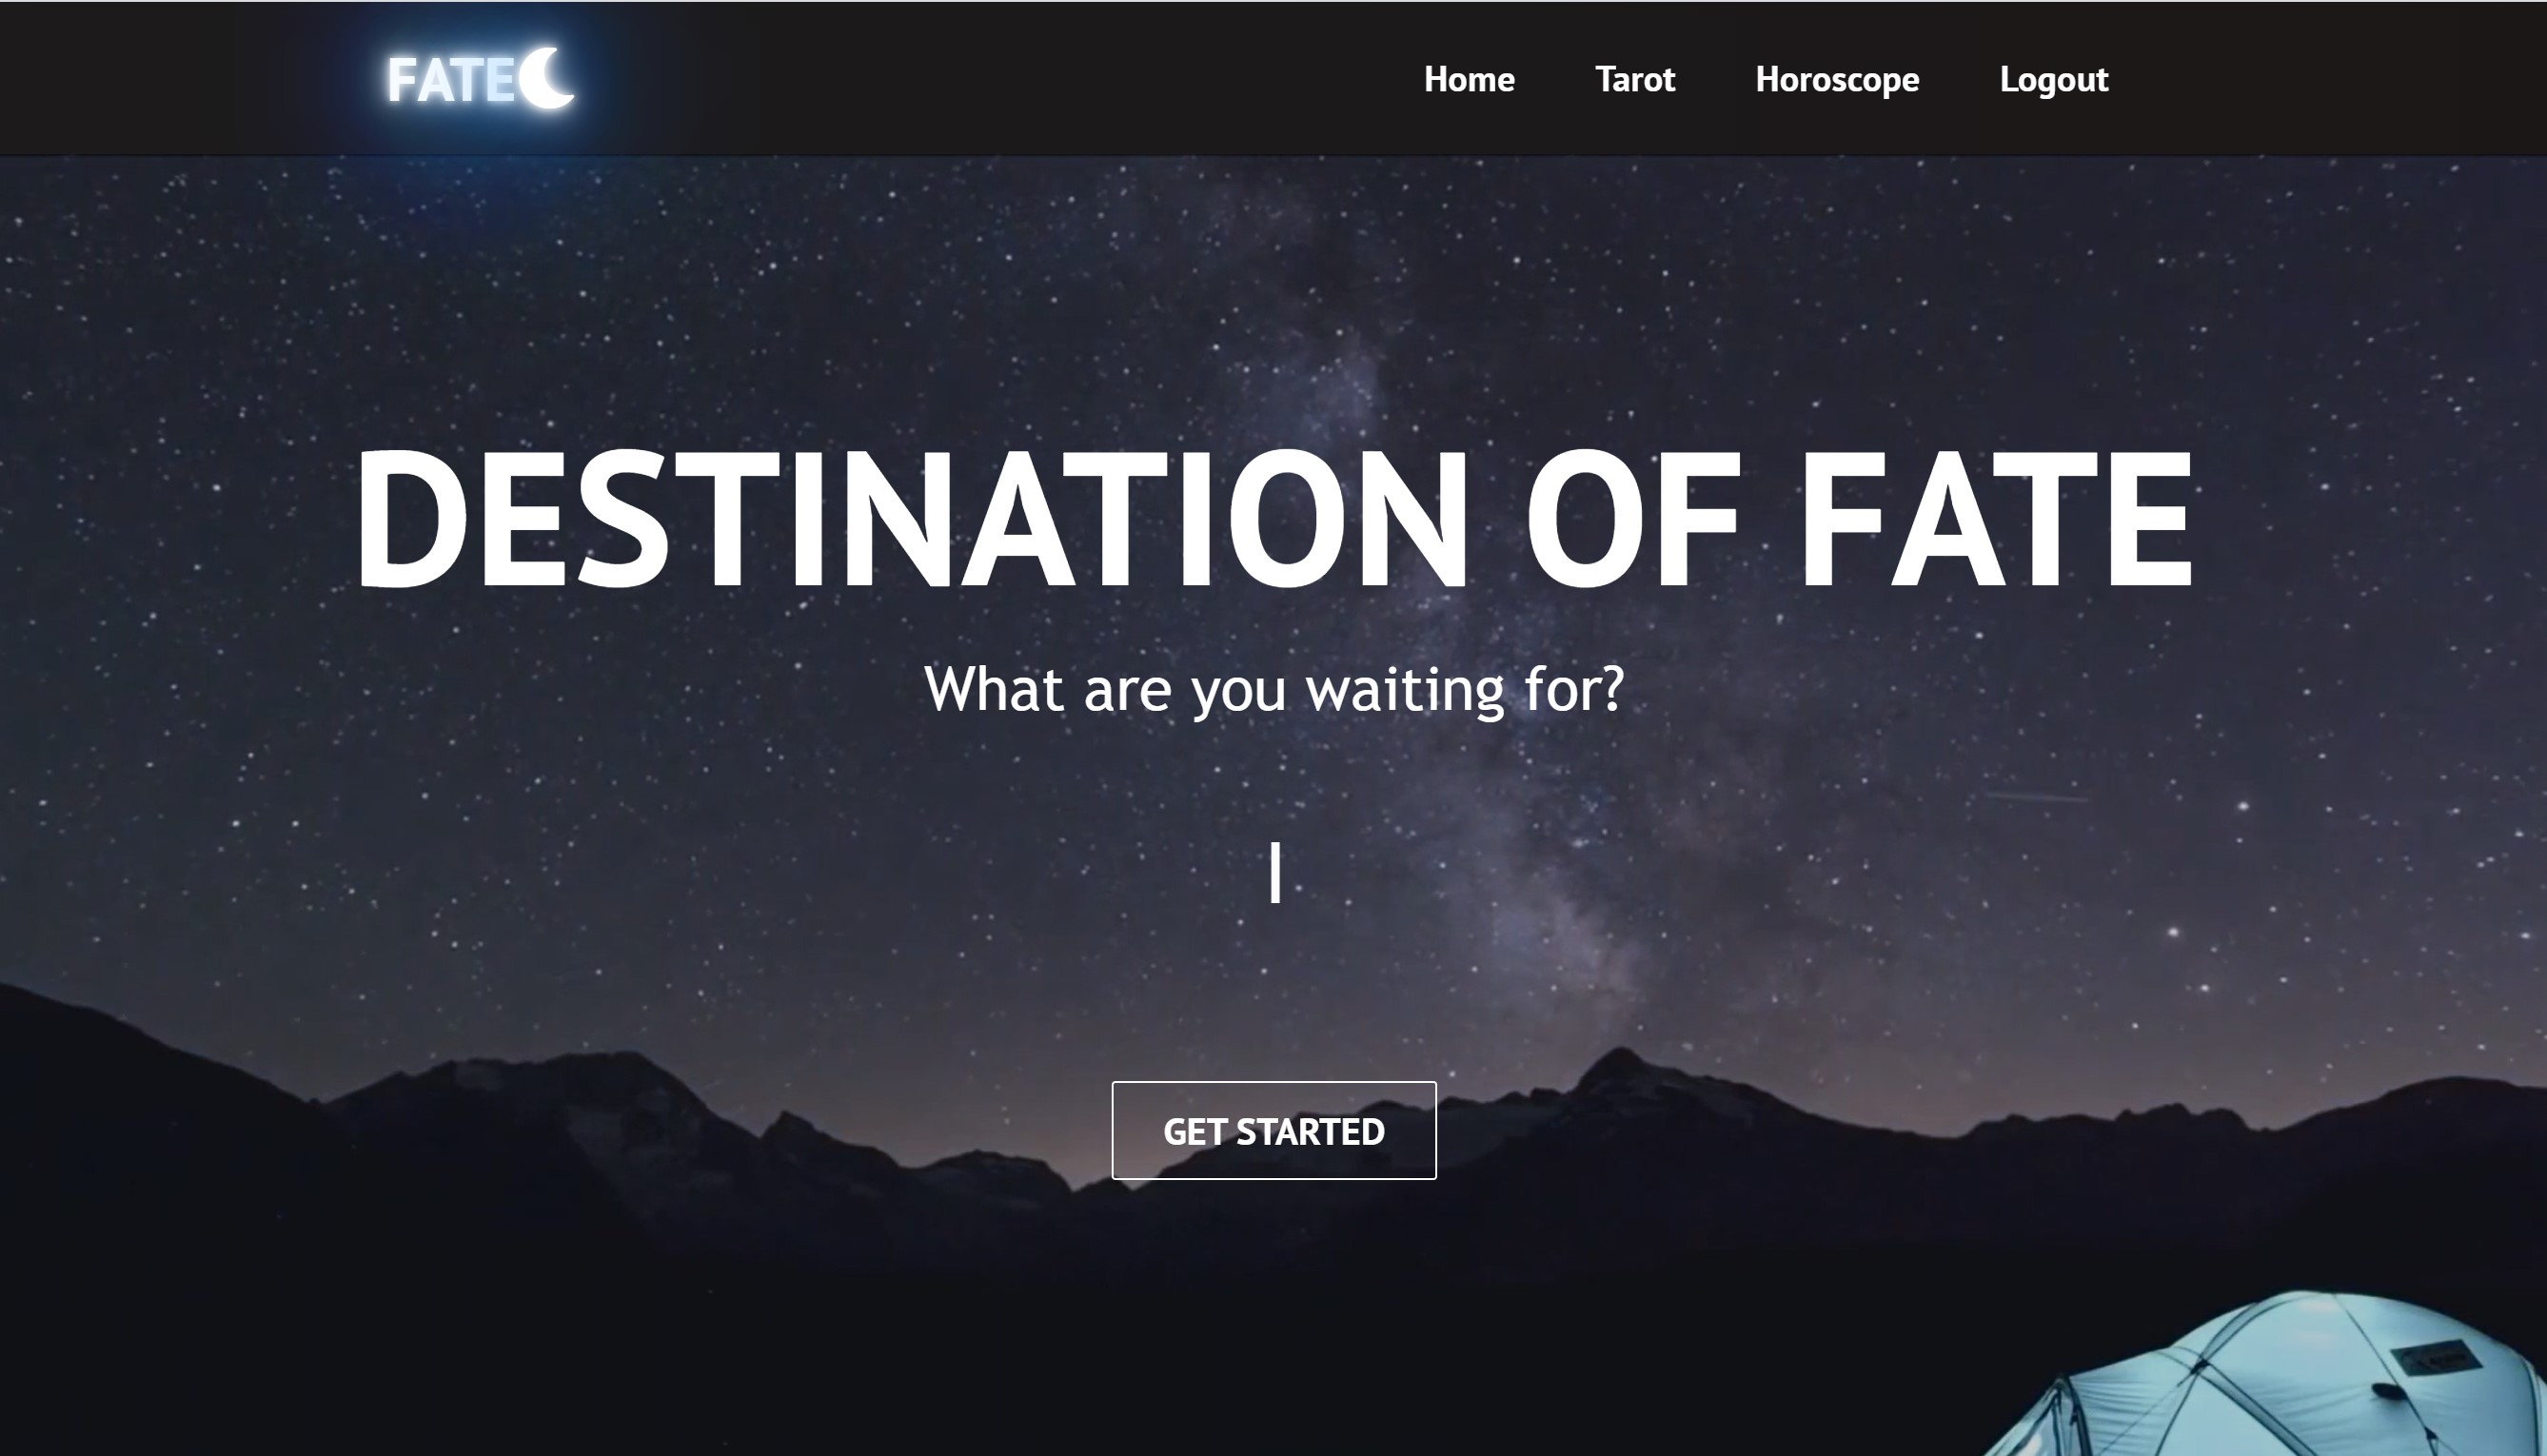 FATE
Home Tarot Horoscope Logout
DESTINATION OF FATE
What are you waiting for?
GET STARTED